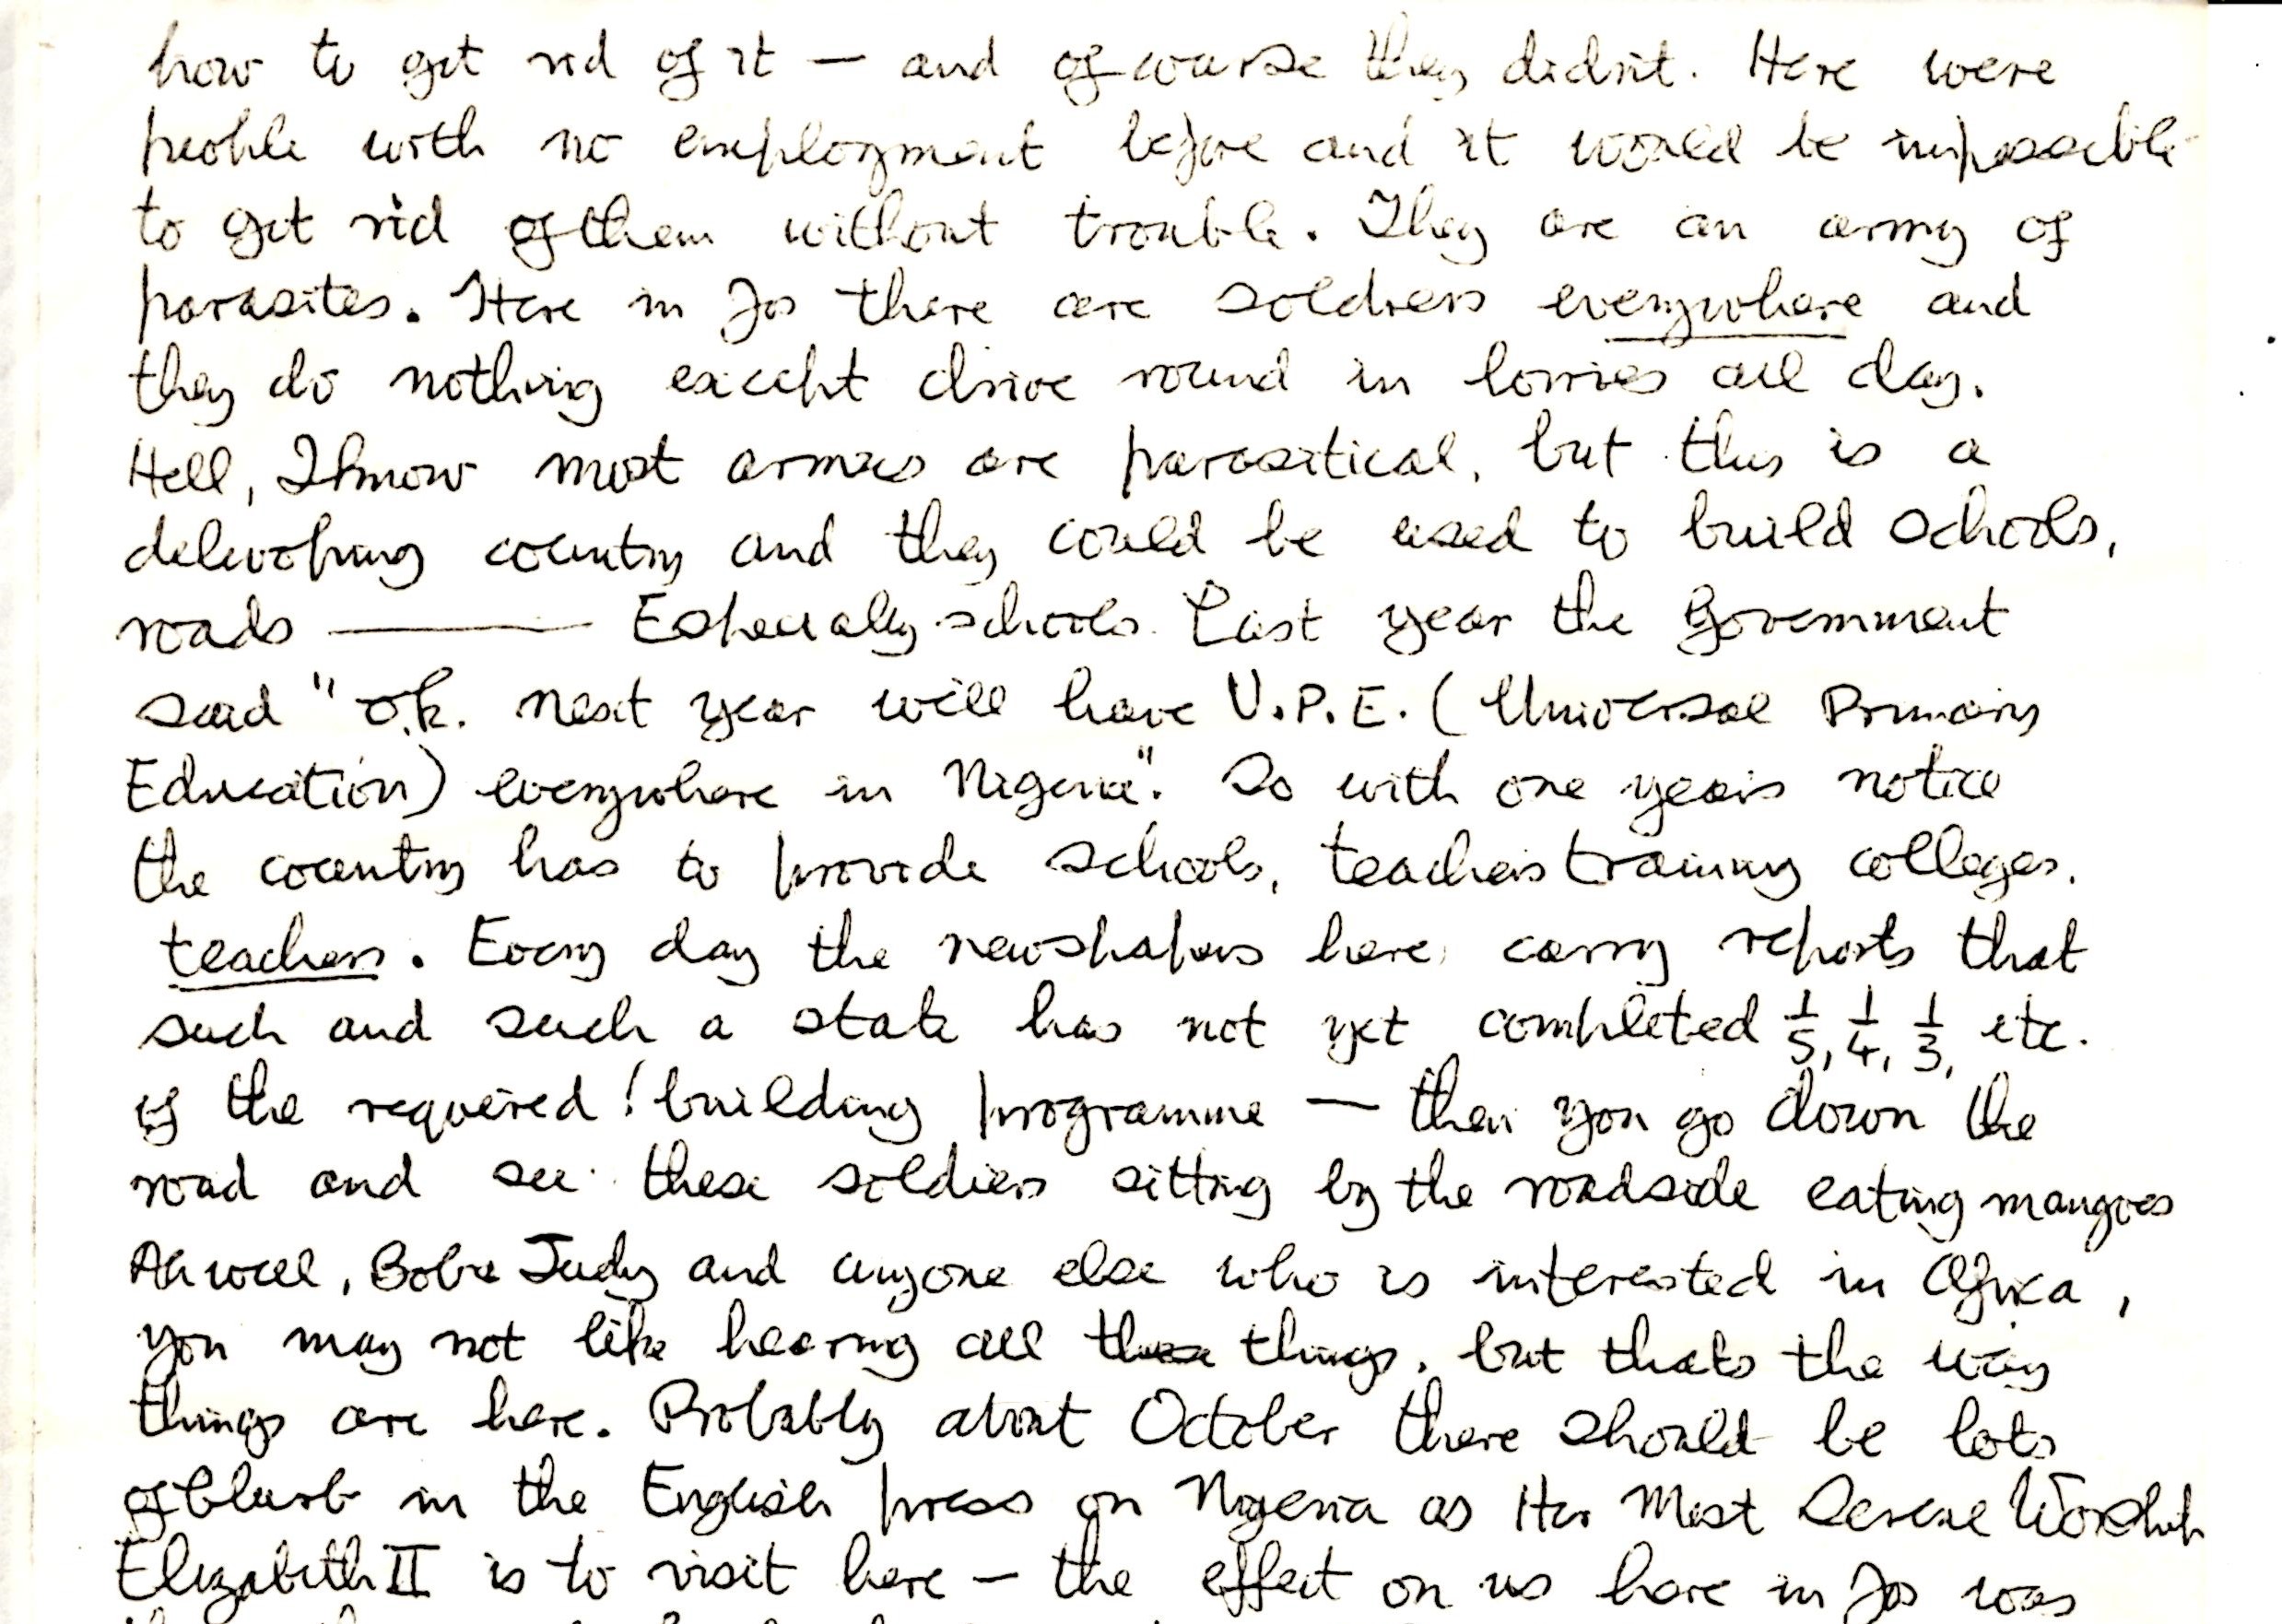 how to get rid of it — and of course they didn't. Here were
people with no employment before and it would be impossible
to get rid of them without trouble. They are an army of
parasites. Here in Jos there are soldiers everywhere and
they do nothing except drive round in lorries all day.
Hell, I know most armies are parasitical, but this is a
delevoping country and they could be used to build schools,
roads ——— Especially schools. Last year the Government
said "O.k. next year will have U.P.E. (Universal Primary
Education) everywhere in Nigeria". So with one years notice
the country has to provide schools, teachers training colleges,
teachers. Every day the newspapers here carry reports that
such and such a state has not yet completed 1/5, 1/4, 1/3, etc.
of the required building programme — then you go down the
road and see these soldiers sitting by the roadside eating mangoes
Ah well, Bob & Judy and anyone else who is interested in Africa,
you may not like hearing all these things, but thats the way
things are here. Probably about October there should be lots
of blurb in the English press on Nigeria as Her Most Serene Worship
Elizabeth II is to visit here — the effect on us here in Jos was